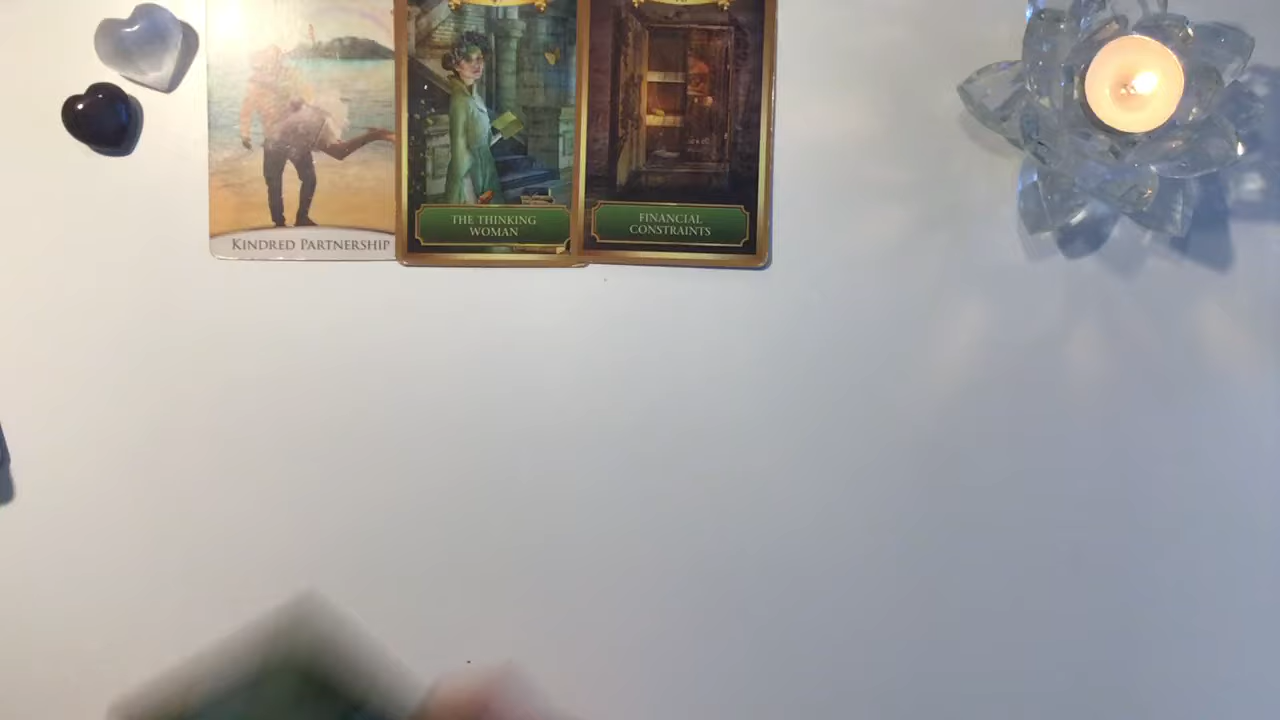 KINDRED PARTNERSHIP
THE THINKING
WOMAN
FINANCIAL
CONSTRAINTS